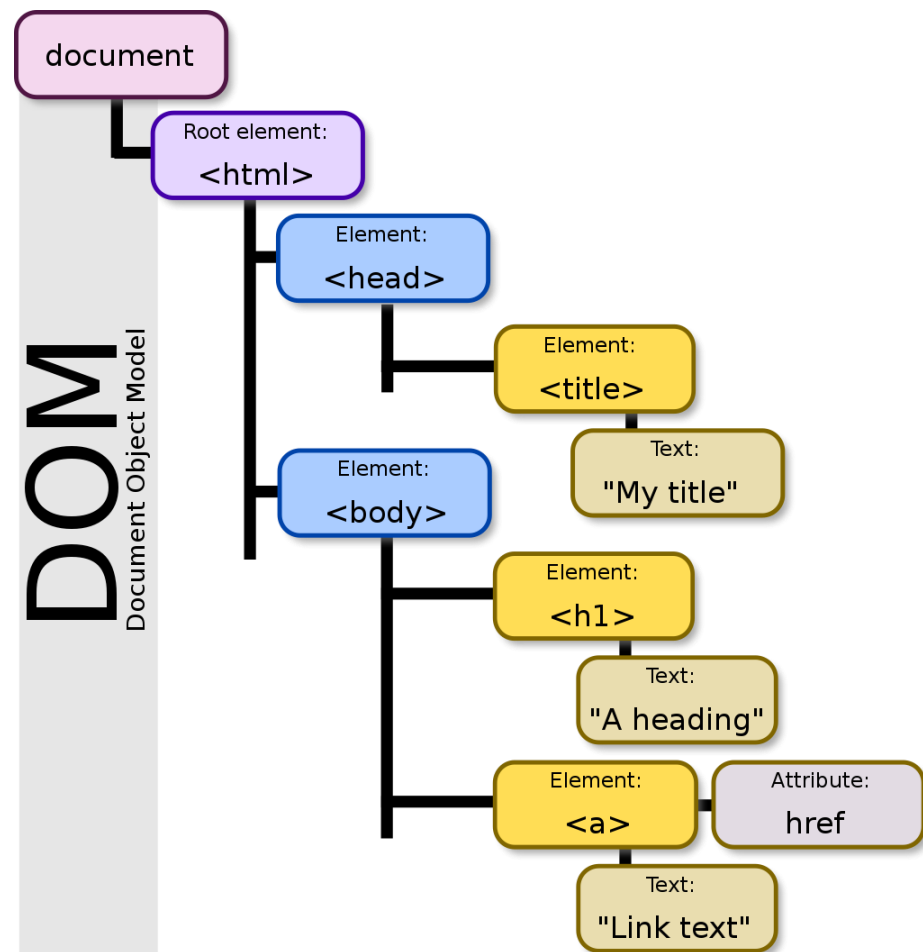 document
Root element:
<html>
Element:
<head>
Element:
<title>
Text:
"My title"
Element:
<body>
Element:
<h1>
Text:
"A heading"
Element:
<a>
Attribute:
href
Text:
"Link text"
DOM
Document Object Model